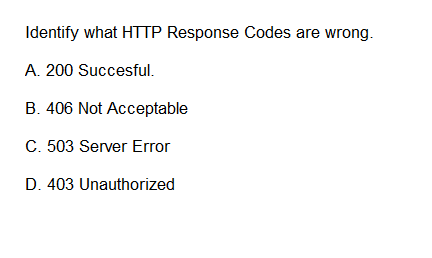 Identify what HTTP Response Codes are wrong.
A. 200 Succesful.
B. 406 Not Acceptable
C. 503 Server Error
D. 403 Unauthorized